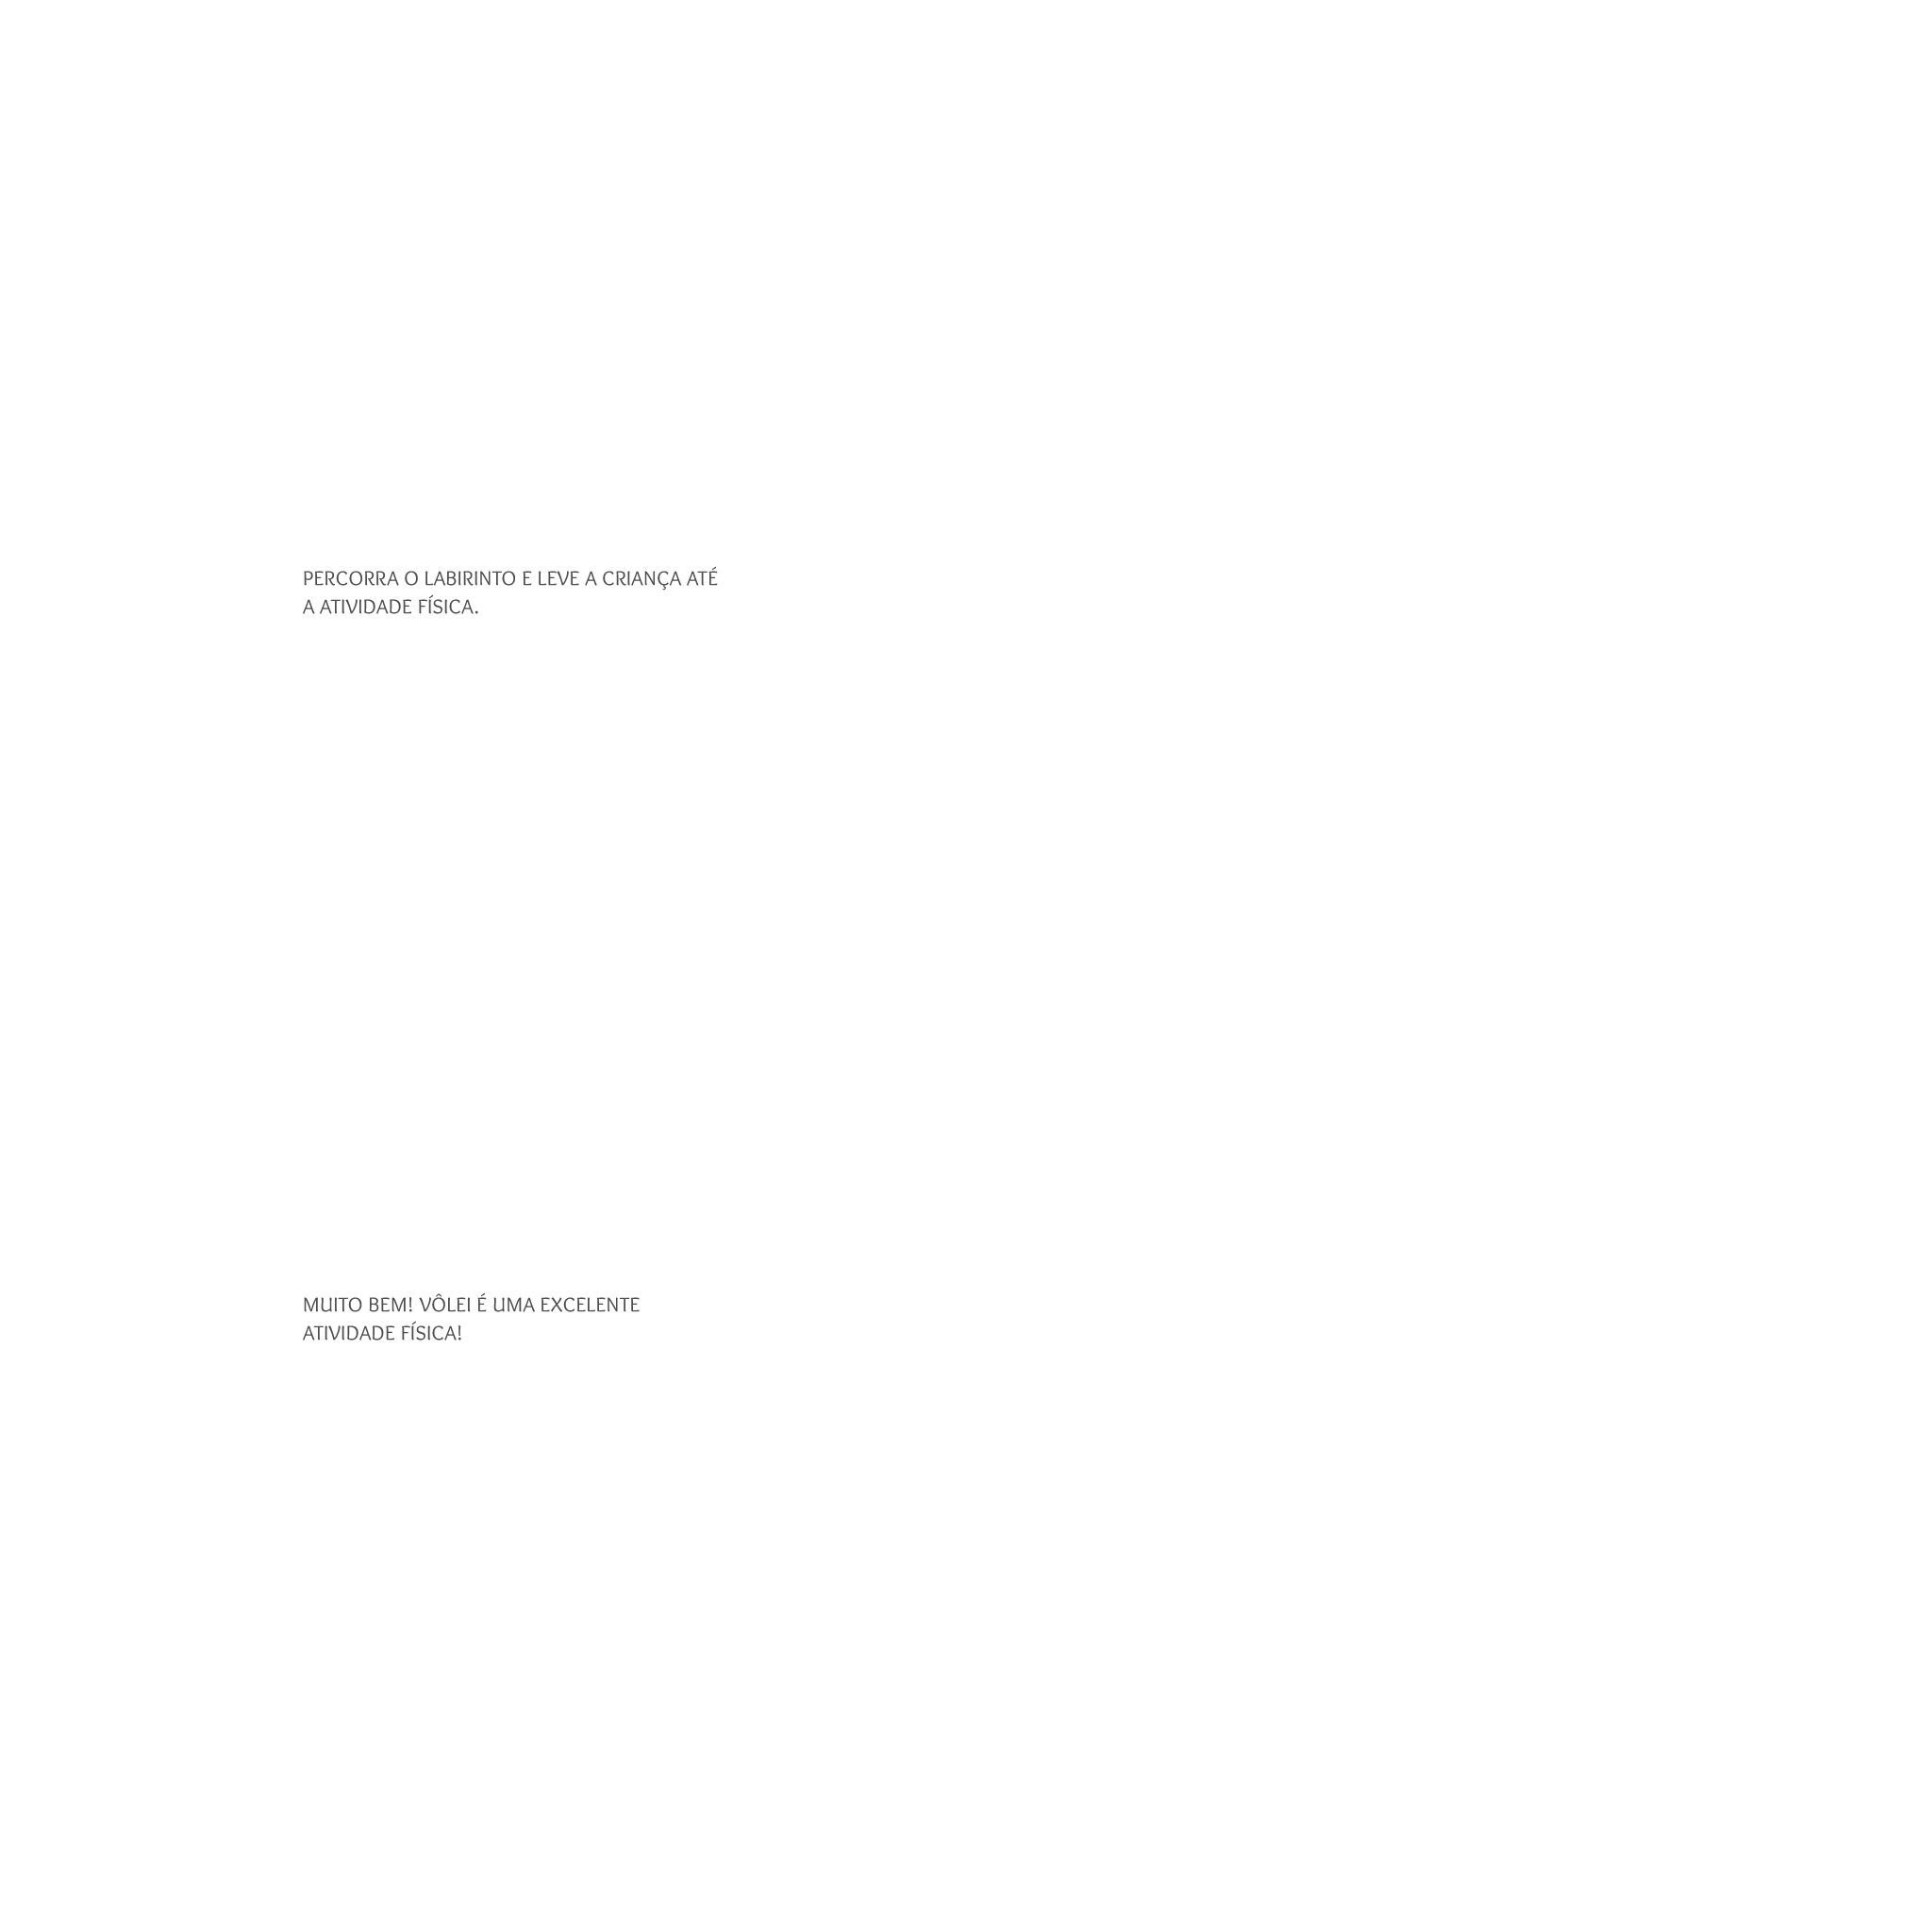 PERCORRA O LABIRINTO E LEVE A CRIANÇA ATÉ
A ATIVIDADE FÍSICA.
MUITO BEM! VÔLEI É UMA EXCELENTE
ATIVIDADE FÍSICA!